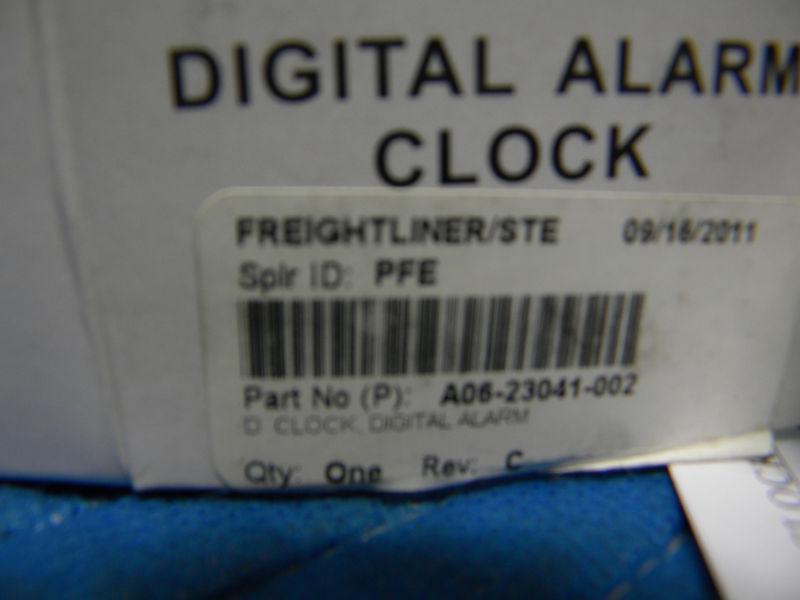 DIGITAL ALARM
CLOCK
FREIGHTLINER/STE 09/16/2011
Splr ID: PFE
Part No (P): A06-23041-002
D CLOCK, DIGITAL ALARM
Qty: One Rev: C